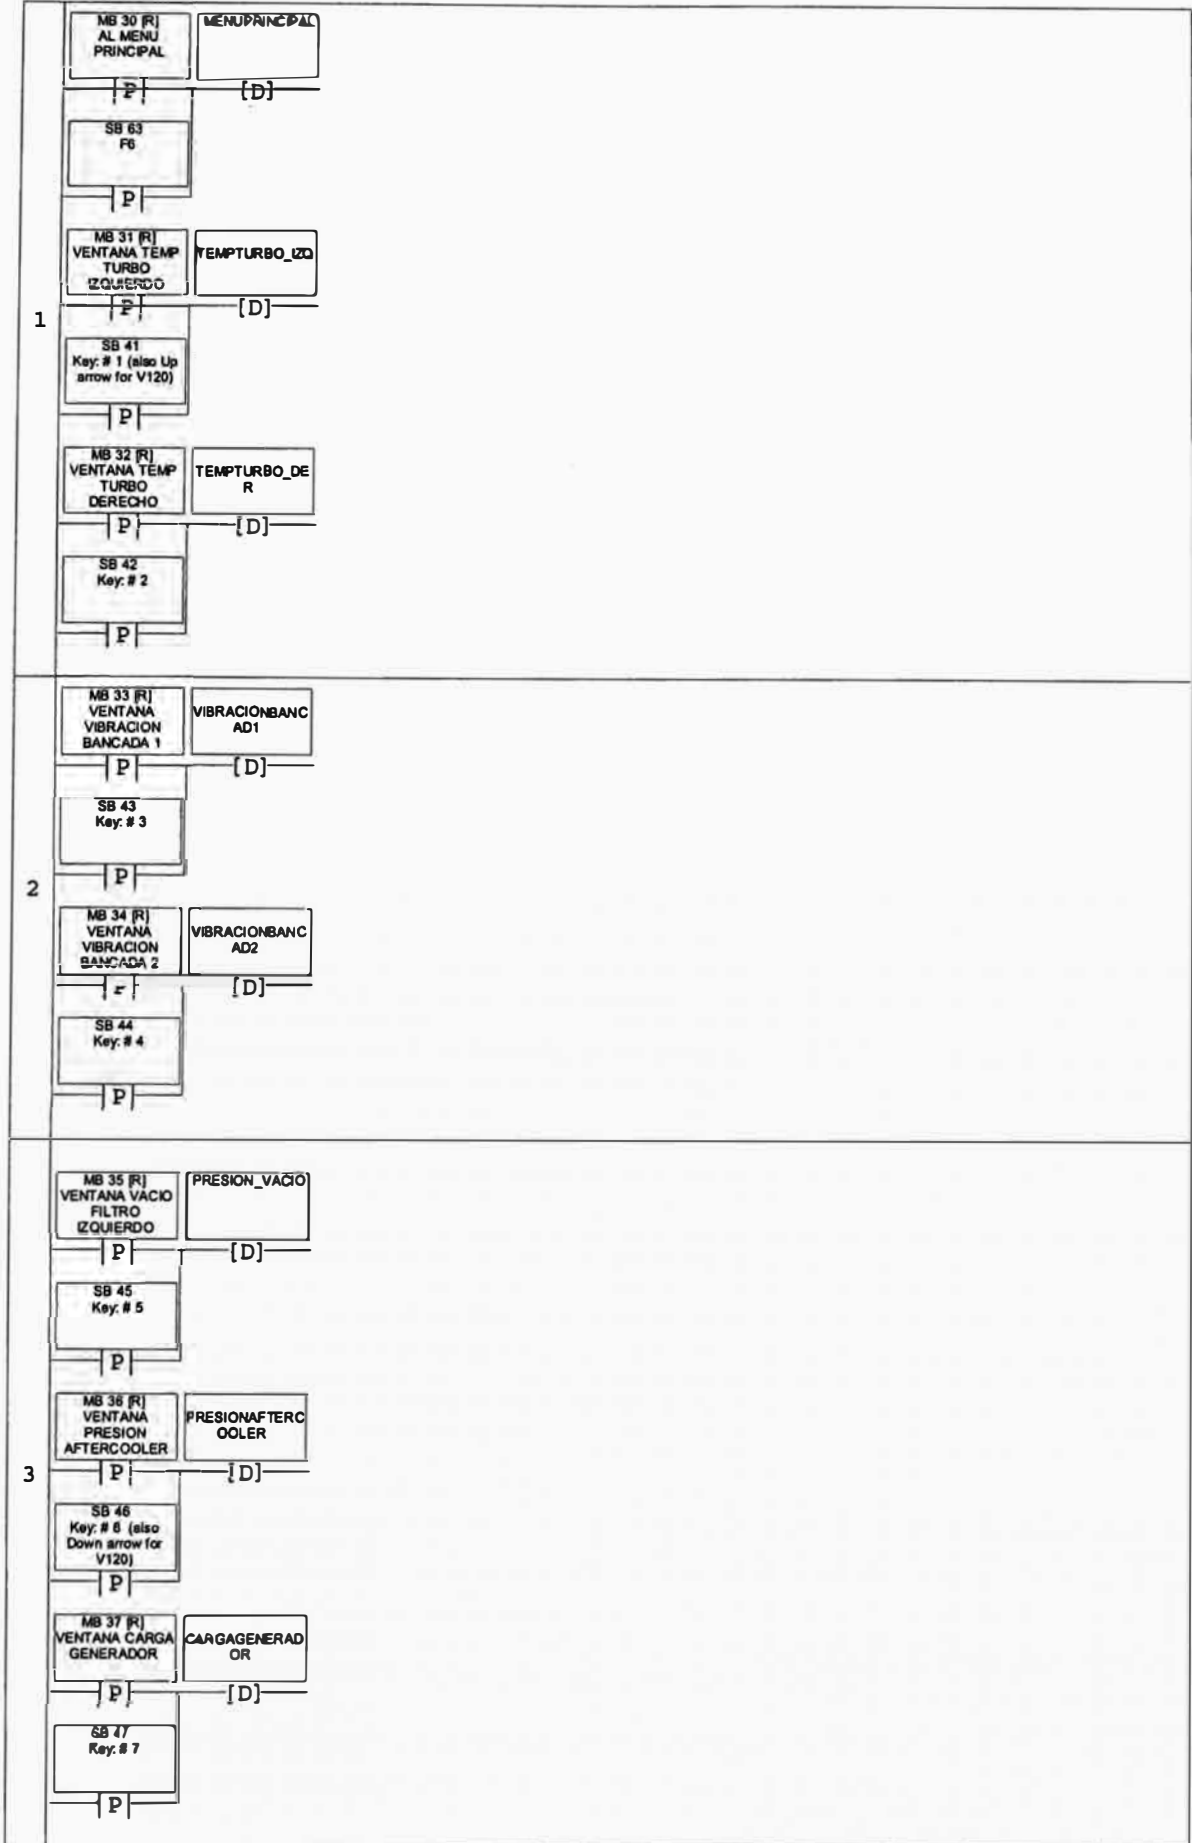 MB 30 [R]
AL MENU
PRINCIPAL
MENUPRINCIPAL
P
[D]
SB 63
F6
P
MB 31 [R]
VENTANA TEMP
TURBO
IZQUIERDO
TEMPTURBO_IZQ
P
[D]
1
SB 41
Key: # 1 (also Up
arrow for V120)
P
MB 32 [R]
VENTANA TEMP
TURBO
DERECHO
TEMPTURBO_DE
R
P
[D]
SB 42
Key: # 2
P
MB 33 [R]
VENTANA
VIBRACION
BANCADA 1
VIBRACIONBANC
AD1
P
[D]
SB 43
Key: # 3
P
2
MB 34 [R]
VENTANA
VIBRACION
BANCADA 2
VIBRACIONBANC
AD2
P
[D]
SB 44
Key: # 4
P
MB 35 [R]
VENTANA VACIO
FILTRO
IZQUIERDO
PRESION_VACIO
P
[D]
SB 45
Key: # 5
P
MB 36 [R]
VENTANA
PRESION
AFTERCOOLER
PRESIONAFTERC
OOLER
P
[D]
3
SB 46
Key: # 6 (also
Down arrow for
V120)
P
MB 37 [R]
VENTANA CARGA
GENERADOR
CARGAGENERAD
OR
P
[D]
SB 47
Key: # 7
P